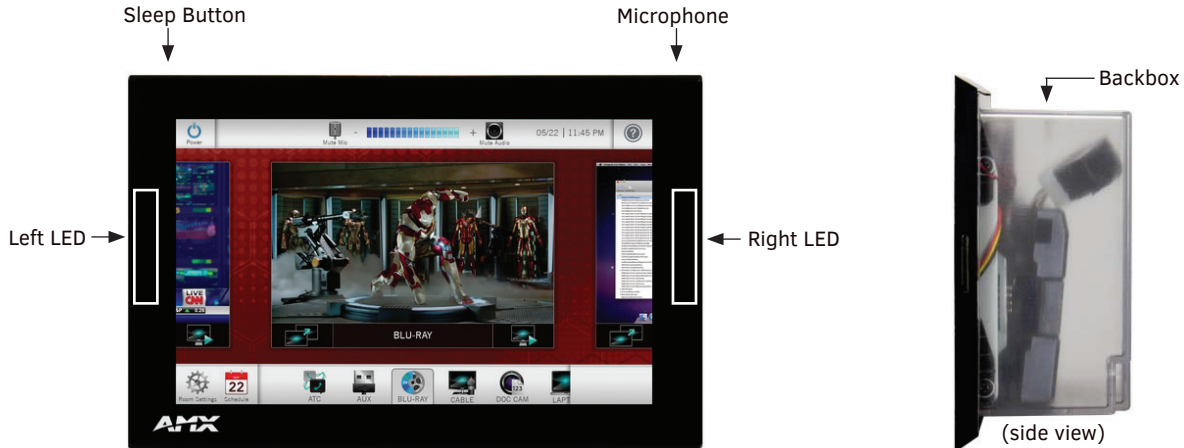 Sleep Button
Microphone
Backbox
Power
Mute Mic
-
+
Mute Audio
05/22 | 11:45 PM
?
Left LED
Right LED
LIVE
CNN
BLU-RAY
Room Settings
22
Schedule
ATC
AUX
BLU-RAY
CABLE
123
DOC CAM
LAPT
AMX
(side view)